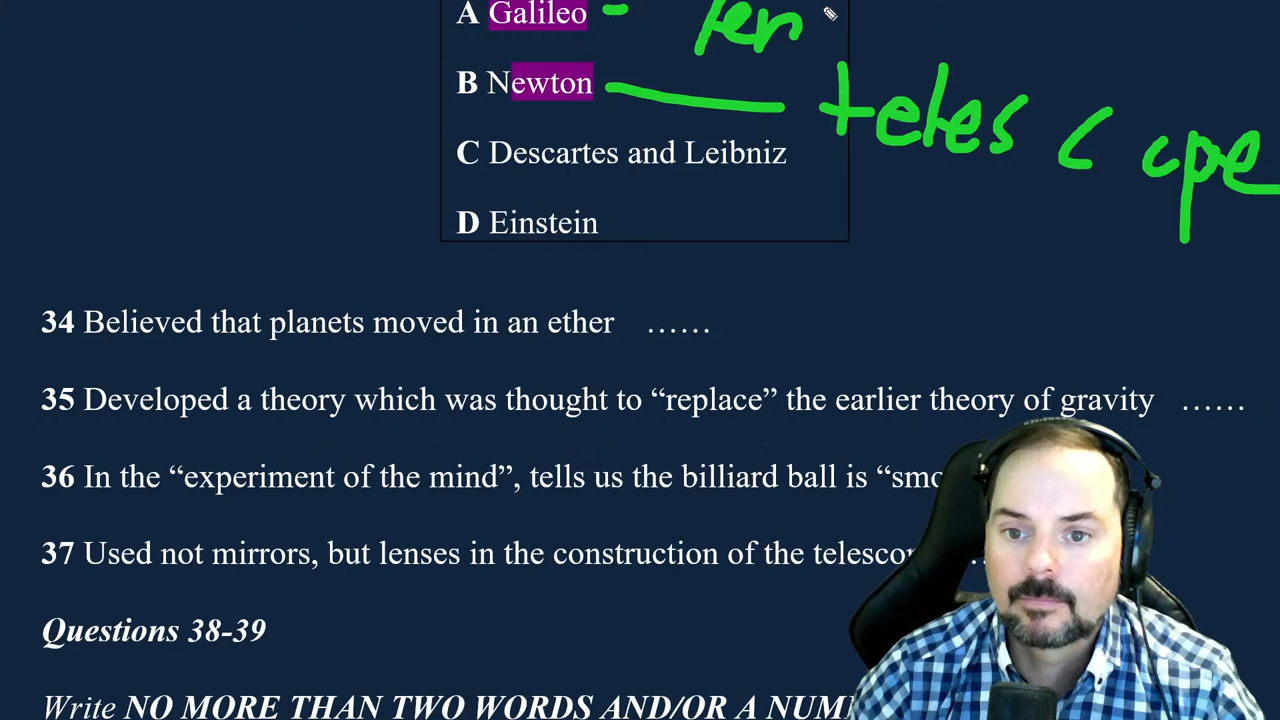 A Galileo - len
B Newton — telescope
C Descartes and Leibniz
D Einstein
34 Believed that planets moved in an ether ……
35 Developed a theory which was thought to “replace” the earlier theory of gravity ……
36 In the “experiment of the mind”, tells us the billiard ball is “smo
37 Used not mirrors, but lenses in the construction of the telescop
Questions 38-39
Write NO MORE THAN TWO WORDS AND/OR A NUM